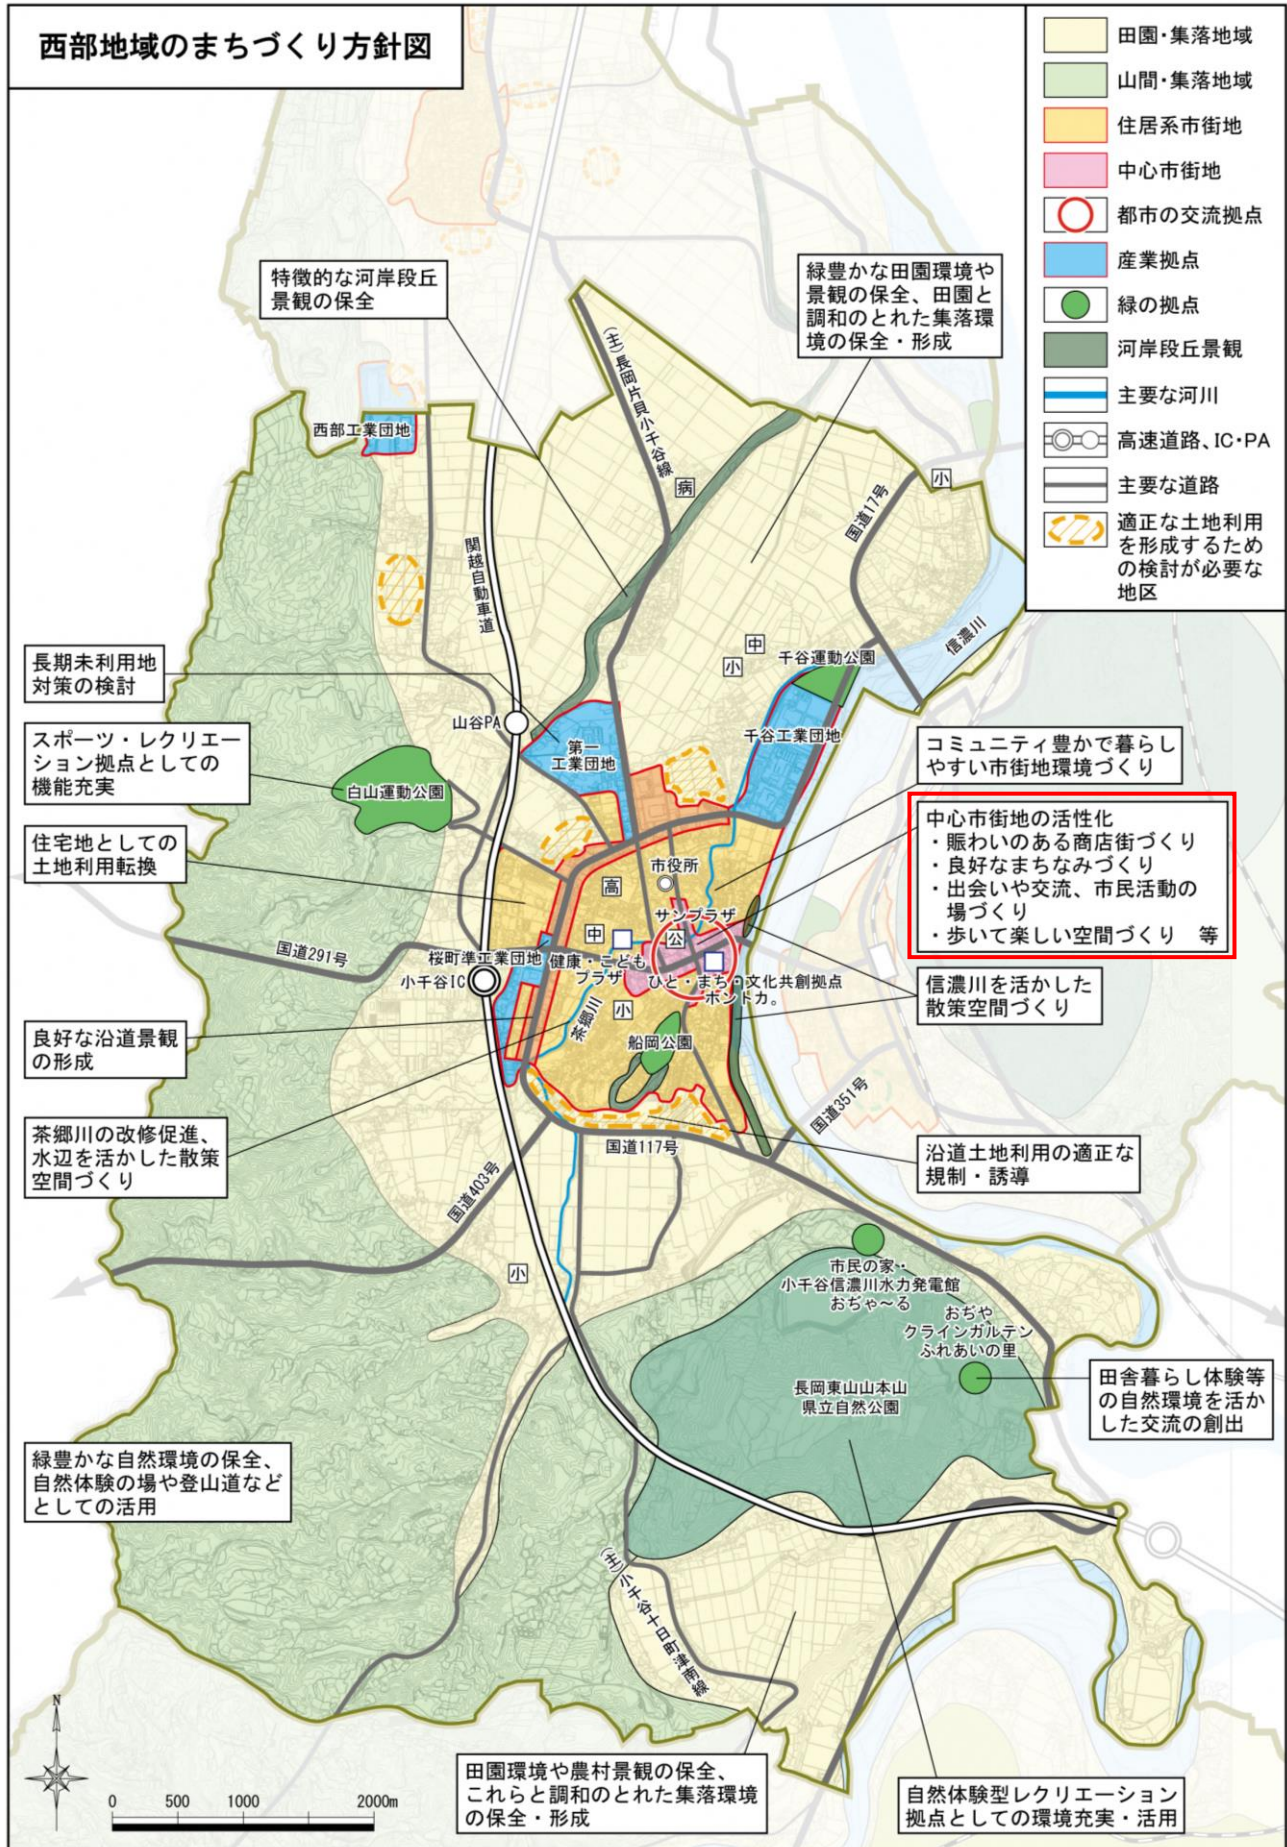 西部地域のまちづくり方針図
田園・集落地域
山間・集落地域
住居系市街地
中心市街地
都市の交流拠点
産業拠点
緑の拠点
河岸段丘景観
主要な河川
高速道路、IC・PA
主要な道路
適正な土地利用
を形成するため
の検討が必要な
地区
特徴的な河岸段丘
景観の保全
緑豊かな田園環境や
景観の保全、田園と
調和のとれた集落環
境の保全・形成
(主)長岡片貝小千谷線
西部工業団地
病
小
国道17号
関越自動車道
信濃川
中
小
千谷運動公園
長期未利用地
対策の検討
山谷PA
第一
工業団地
千谷工業団地
スポーツ・レクリエー
ション拠点としての
機能充実
白山運動公園
コミュニティ豊かで暮らし
やすい市街地環境づくり
中心市街地の活性化
・賑わいのある商店街づくり
・良好なまちなみづくり
・出会いや交流、市民活動の
場づくり
・歩いて楽しい空間づくり 等
住宅地としての
土地利用転換
市役所
高
サンプラザ
中
公
国道291号
桜町準工業団地
健康・こども
プラザ
小千谷IC
ひと・まち・文化共創拠点
ホントカ。
信濃川を活かした
散策空間づくり
小
茶郷川
船岡公園
良好な沿道景観
の形成
国道351号
茶郷川の改修促進、
水辺を活かした散策
空間づくり
国道117号
沿道土地利用の適正な
規制・誘導
国道403号
小
市民の家・
小千谷信濃川水力発電館
おぢゃ～る
おぢや
クラインガルテン
ふれあいの里
長岡東山山本山
県立自然公園
田舎暮らし体験等
の自然環境を活か
した交流の創出
緑豊かな自然環境の保全、
自然体験の場や登山道など
としての活用
(主)小千谷十日町津南線
田園環境や農村景観の保全、
これらと調和のとれた集落環境
の保全・形成
自然体験型レクリエーション
拠点としての環境充実・活用
N
0 500 1000 2000m